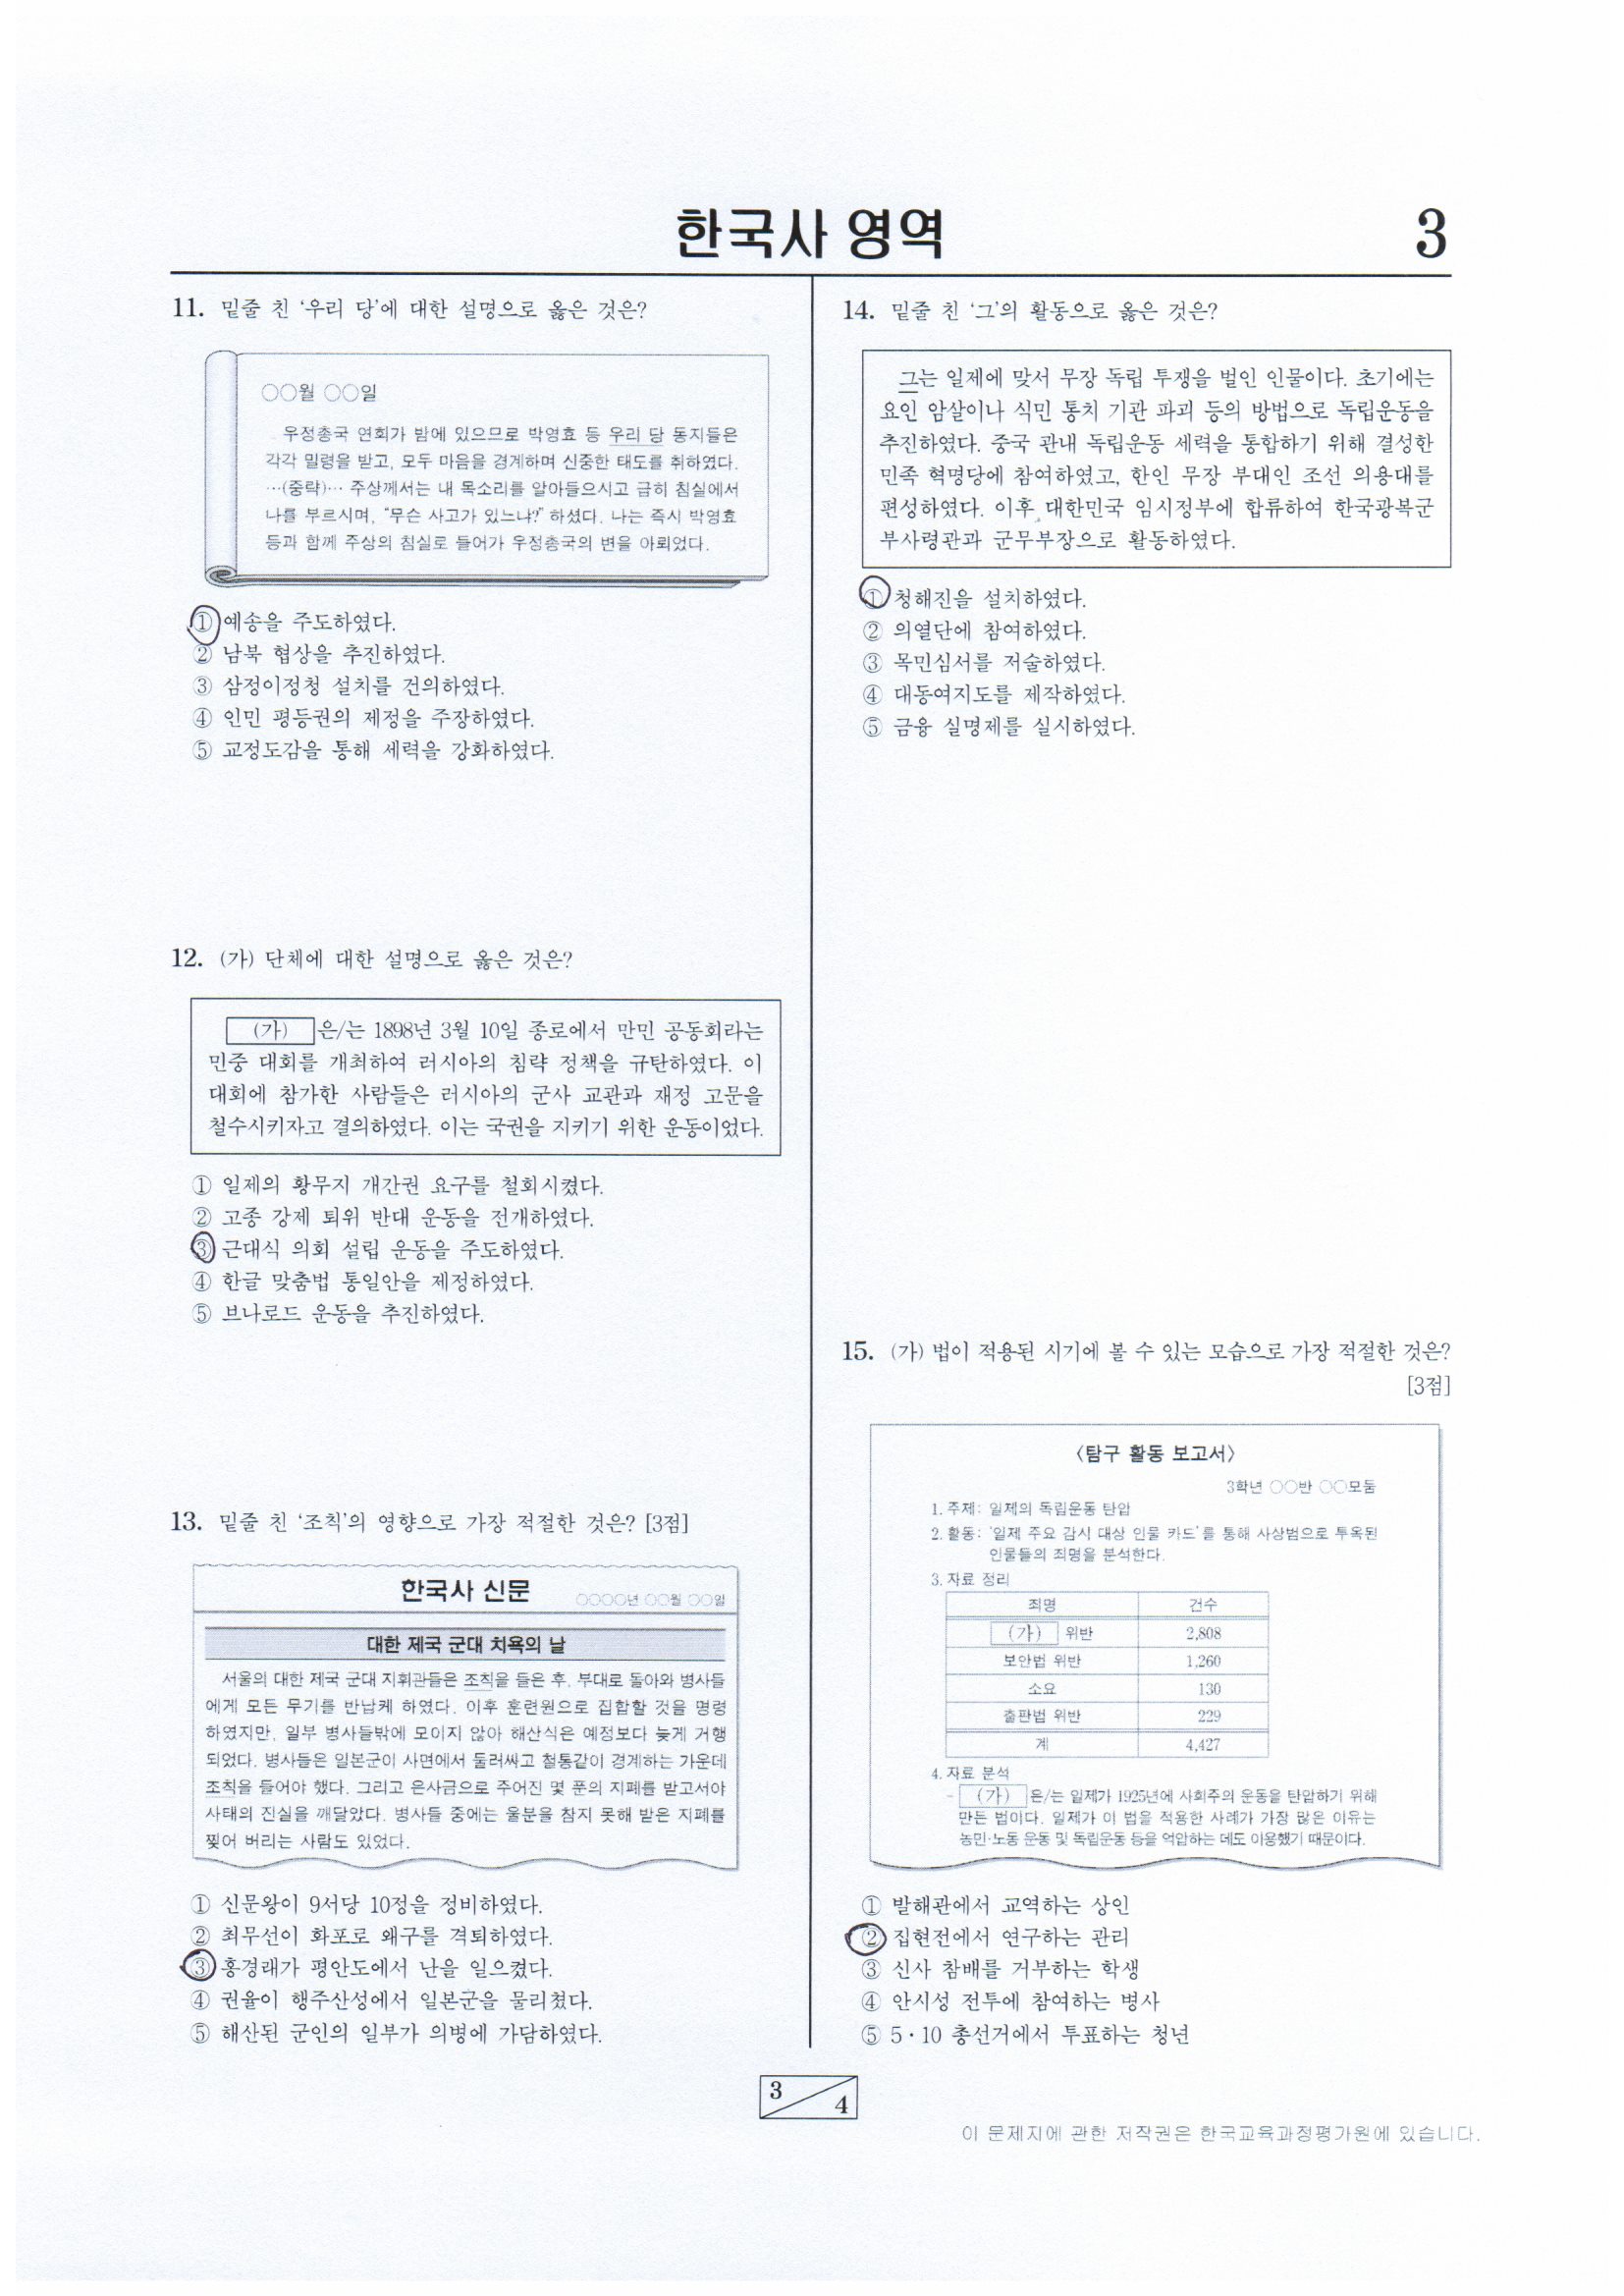 한국사 영역
3
11. 밑줄 친 ‘우리 당’에 대한 설명으로 옳은 것은?
○○월 ○○일
우정총국 연회가 밤에 있으므로 박영효 등 우리 당 동지들은
각각 밀령을 받고, 모두 마음을 경계하며 신중한 태도를 취하였다.
…(중략)… 주상께서는 내 목소리를 알아들으시고 급히 침실에서
나를 부르시며, “무슨 사고가 있느냐?” 하셨다. 나는 즉시 박영효
등과 함께 주상의 침실로 들어가 우정총국의 변을 아뢰었다.
① 예송을 주도하였다.
② 남북 협상을 추진하였다.
③ 삼정이정청 설치를 건의하였다.
④ 인민 평등권의 제정을 주장하였다.
⑤ 교정도감을 통해 세력을 강화하였다.
12. (가) 단체에 대한 설명으로 옳은 것은?
(가) 은/는 1898년 3월 10일 종로에서 만민 공동회라는
민중 대회를 개최하여 러시아의 침략 정책을 규탄하였다. 이
대회에 참가한 사람들은 러시아의 군사 교관과 재정 고문을
철수시키자고 결의하였다. 이는 국권을 지키기 위한 운동이었다.
① 일제의 황무지 개간권 요구를 철회시켰다.
② 고종 강제 퇴위 반대 운동을 전개하였다.
③ 근대식 의회 설립 운동을 주도하였다.
④ 한글 맞춤법 통일안을 제정하였다.
⑤ 브나로드 운동을 추진하였다.
13. 밑줄 친 ‘조칙’의 영향으로 가장 적절한 것은? [3점]
한국사 신문
○○○○년 ○○월 ○○일
대한 제국 군대 치욕의 날
서울의 대한 제국 군대 지휘관들은 조칙을 들은 후, 부대로 돌아와 병사들
에게 모든 무기를 반납케 하였다. 이후 훈련원으로 집합할 것을 명령
하였지만, 일부 병사들밖에 모이지 않아 해산식은 예정보다 늦게 거행
되었다. 병사들은 일본군이 사면에서 둘러싸고 철통같이 경계하는 가운데
조칙을 들어야 했다. 그리고 은사금으로 주어진 몇 푼의 지폐를 받고서야
사태의 진실을 깨달았다. 병사들 중에는 울분을 참지 못해 받은 지폐를
찢어 버리는 사람도 있었다.
① 신문왕이 9서당 10정을 정비하였다.
② 최무선이 화포로 왜구를 격퇴하였다.
③ 홍경래가 평안도에서 난을 일으켰다.
④ 권율이 행주산성에서 일본군을 물리쳤다.
⑤ 해산된 군인의 일부가 의병에 가담하였다.
14. 밑줄 친 ‘그’의 활동으로 옳은 것은?
그는 일제에 맞서 무장 독립 투쟁을 벌인 인물이다. 초기에는
요인 암살이나 식민 통치 기관 파괴 등의 방법으로 독립운동을
추진하였다. 중국 관내 독립운동 세력을 통합하기 위해 결성한
민족 혁명당에 참여하였고, 한인 무장 부대인 조선 의용대를
편성하였다. 이후 대한민국 임시정부에 합류하여 한국광복군
부사령관과 군무부장으로 활동하였다.
① 청해진을 설치하였다.
② 의열단에 참여하였다.
③ 목민심서를 저술하였다.
④ 대동여지도를 제작하였다.
⑤ 금융 실명제를 실시하였다.
15. (가) 법이 적용된 시기에 볼 수 있는 모습으로 가장 적절한 것은?
[3점]
〈탐구 활동 보고서〉
3학년 ○○반 ○○모둠
1. 주제: 일제의 독립운동 탄압
2. 활동: ‘일제 주요 감시 대상 인물 카드’를 통해 사상범으로 투옥된
인물들의 죄명을 분석한다.
3. 자료 정리
죄명 건수
(가) 위반 2,808
보안법 위반 1,260
소요 130
출판법 위반 229
계 4,427
4. 자료 분석
- (가) 은/는 일제가 1925년에 사회주의 운동을 탄압하기 위해
만든 법이다. 일제가 이 법을 적용한 사례가 가장 많은 이유는
농민·노동 운동 및 독립운동 등을 억압하는 데도 이용했기 때문이다.
① 발해관에서 교역하는 상인
② 집현전에서 연구하는 관리
③ 신사 참배를 거부하는 학생
④ 안시성 전투에 참여하는 병사
⑤ 5·10 총선거에서 투표하는 청년
3
4
이 문제지에 관한 저작권은 한국교육과정평가원에 있습니다.